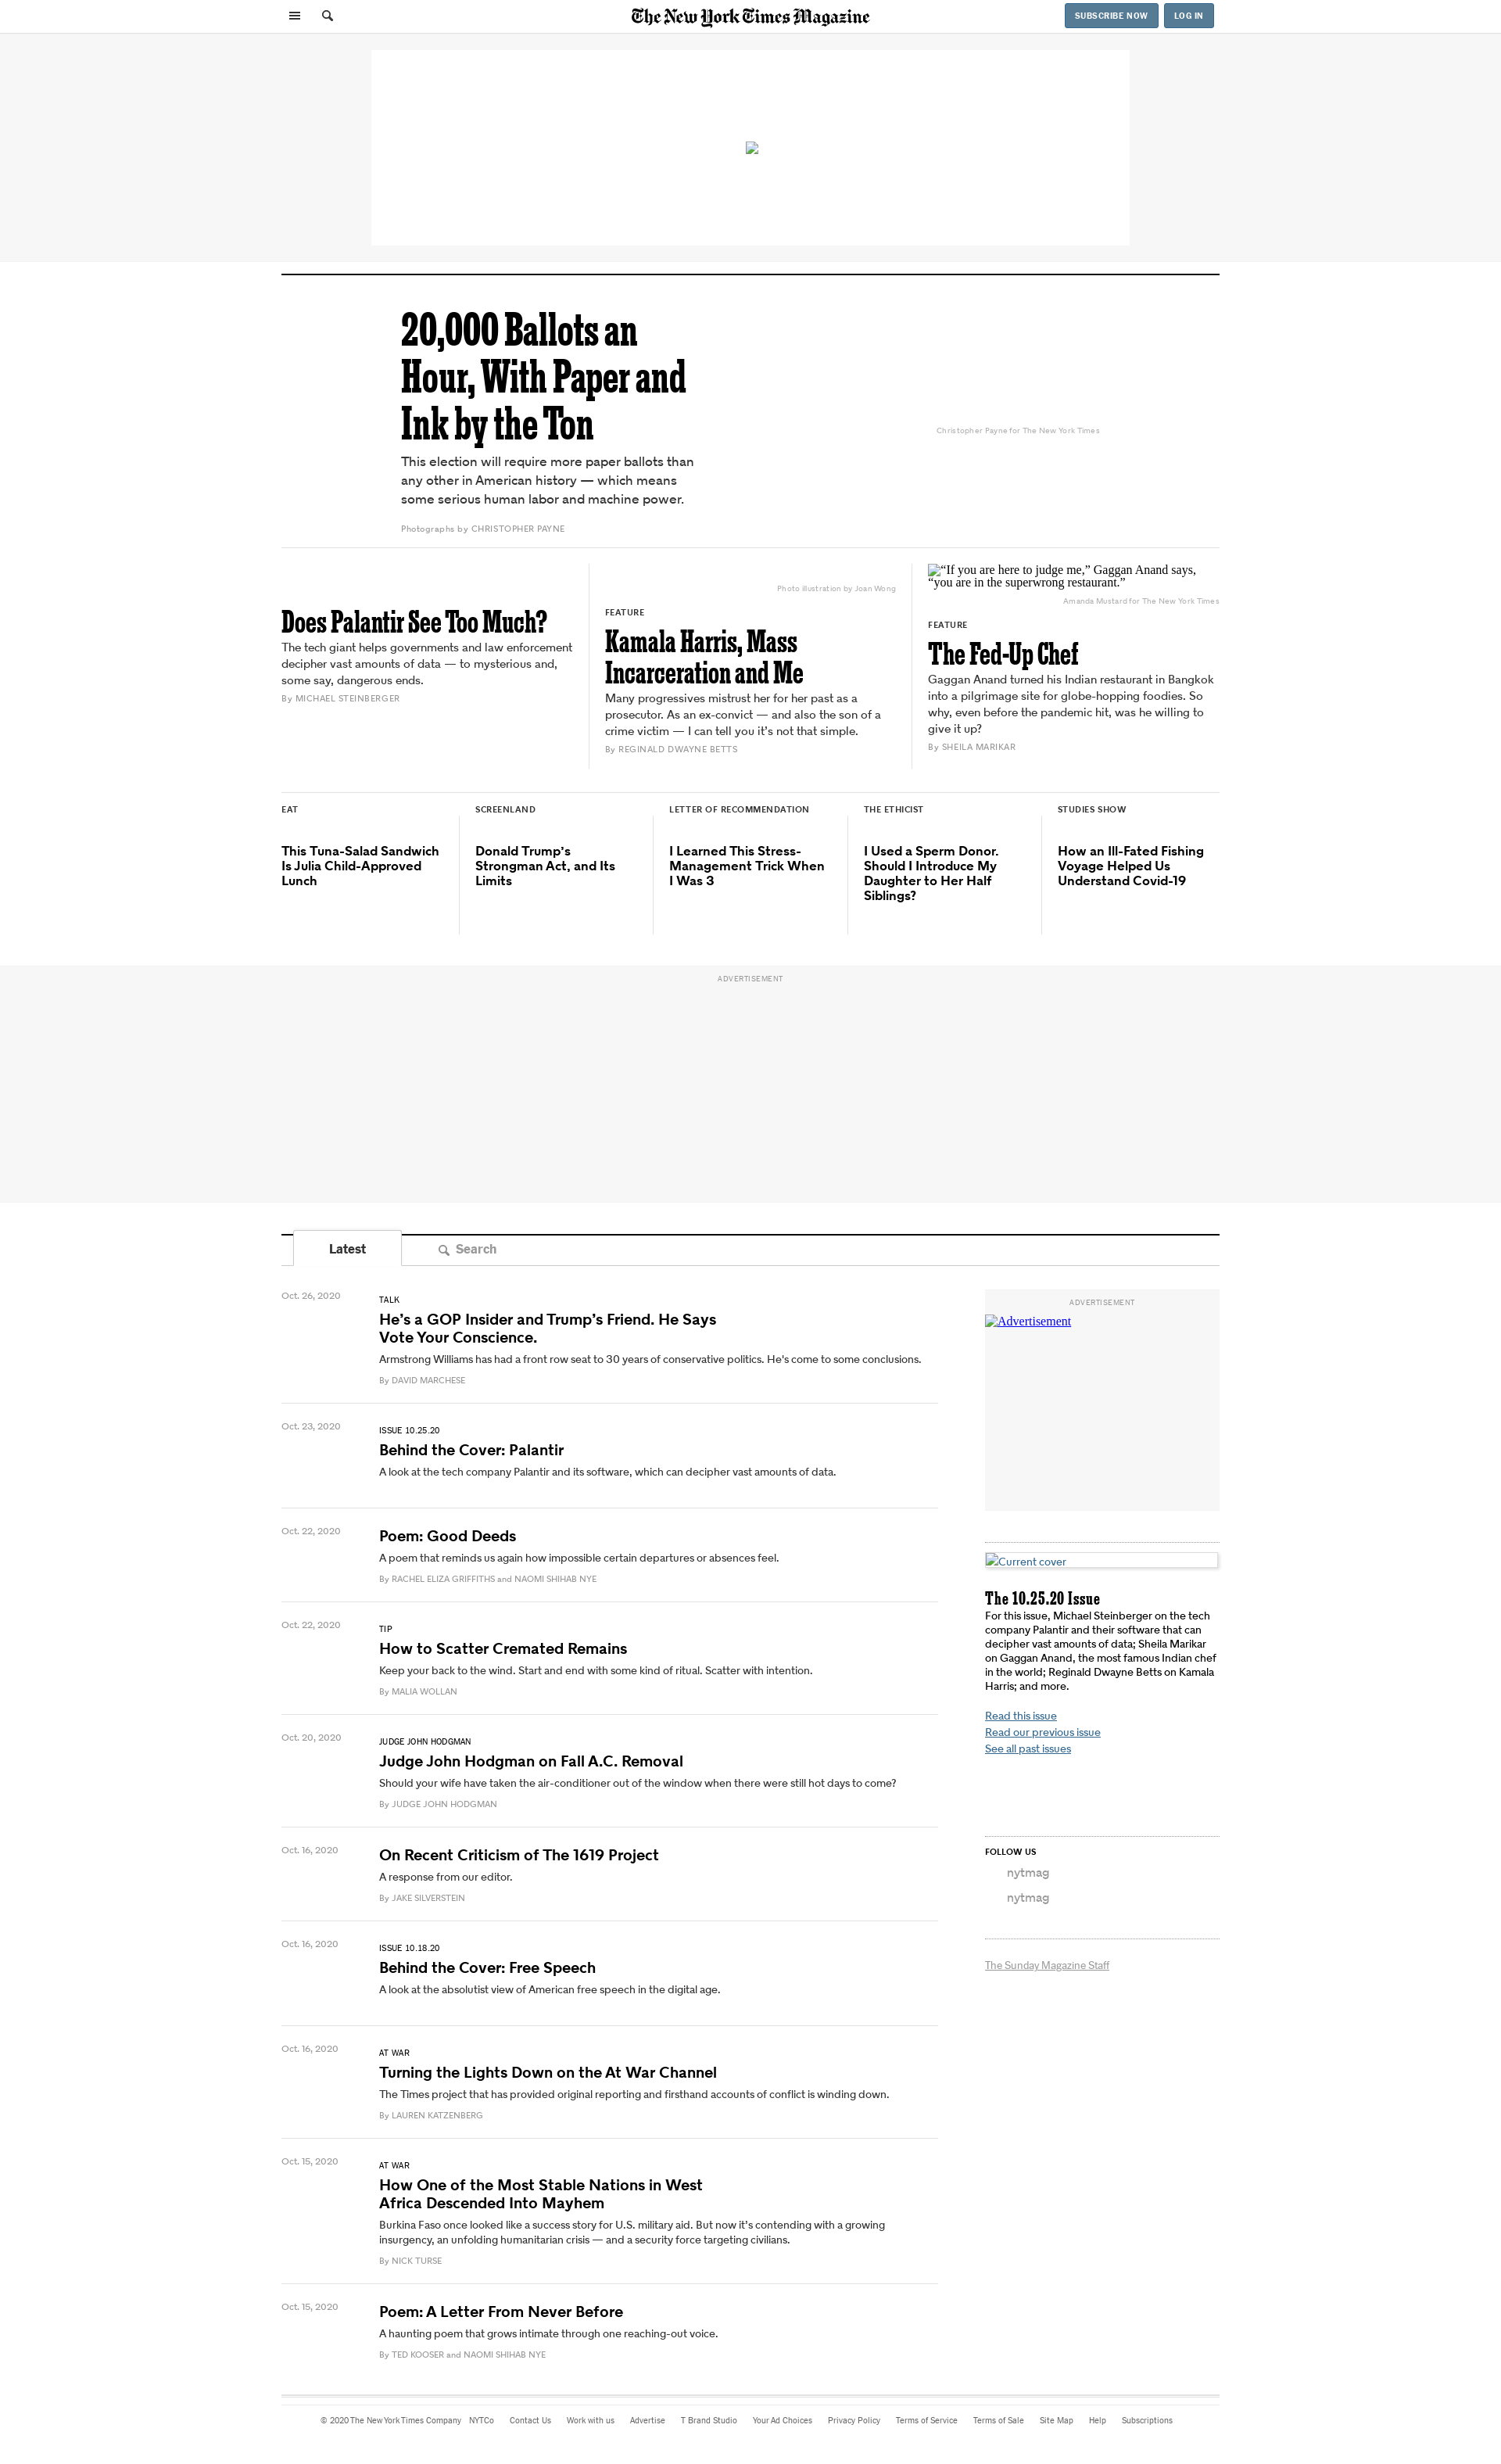 The New York Times Magazine
SUBSCRIBE NOW
LOG IN
20,000 Ballots an
Hour, With Paper and
Ink by the Ton
This election will require more paper ballots than
any other in American history — which means
some serious human labor and machine power.
Photographs by CHRISTOPHER PAYNE
Christopher Payne for The New York Times
Does Palantir See Too Much?
The tech giant helps governments and law enforcement
decipher vast amounts of data — to mysterious and,
some say, dangerous ends.
By MICHAEL STEINBERGER
Photo illustration by Joan Wong
FEATURE
Kamala Harris, Mass
Incarceration and Me
Many progressives mistrust her for her past as a
prosecutor. As an ex-convict — and also the son of a
crime victim — I can tell you it’s not that simple.
By REGINALD DWAYNE BETTS
“If you are here to judge me,” Gaggan Anand says,
“you are in the superwrong restaurant.”
Amanda Mustard for The New York Times
FEATURE
The Fed-Up Chef
Gaggan Anand turned his Indian restaurant in Bangkok
into a pilgrimage site for globe-hopping foodies. So
why, even before the pandemic hit, was he willing to
give it up?
By SHEILA MARIKAR
EAT
This Tuna-Salad Sandwich
Is Julia Child-Approved
Lunch
SCREENLAND
Donald Trump’s
Strongman Act, and Its
Limits
LETTER OF RECOMMENDATION
I Learned This Stress-
Management Trick When
I Was 3
THE ETHICIST
I Used a Sperm Donor.
Should I Introduce My
Daughter to Her Half
Siblings?
STUDIES SHOW
How an Ill-Fated Fishing
Voyage Helped Us
Understand Covid-19
ADVERTISEMENT
Latest
Search
Oct. 26, 2020
TALK
He’s a GOP Insider and Trump’s Friend. He Says
Vote Your Conscience.
Armstrong Williams has had a front row seat to 30 years of conservative politics. He's come to some conclusions.
By DAVID MARCHESE
Oct. 23, 2020
ISSUE 10.25.20
Behind the Cover: Palantir
A look at the tech company Palantir and its software, which can decipher vast amounts of data.
Oct. 22, 2020
Poem: Good Deeds
A poem that reminds us again how impossible certain departures or absences feel.
By RACHEL ELIZA GRIFFITHS and NAOMI SHIHAB NYE
Oct. 22, 2020
TIP
How to Scatter Cremated Remains
Keep your back to the wind. Start and end with some kind of ritual. Scatter with intention.
By MALIA WOLLAN
Oct. 20, 2020
JUDGE JOHN HODGMAN
Judge John Hodgman on Fall A.C. Removal
Should your wife have taken the air-conditioner out of the window when there were still hot days to come?
By JUDGE JOHN HODGMAN
Oct. 16, 2020
On Recent Criticism of The 1619 Project
A response from our editor.
By JAKE SILVERSTEIN
Oct. 16, 2020
ISSUE 10.18.20
Behind the Cover: Free Speech
A look at the absolutist view of American free speech in the digital age.
Oct. 16, 2020
AT WAR
Turning the Lights Down on the At War Channel
The Times project that has provided original reporting and firsthand accounts of conflict is winding down.
By LAUREN KATZENBERG
Oct. 15, 2020
AT WAR
How One of the Most Stable Nations in West
Africa Descended Into Mayhem
Burkina Faso once looked like a success story for U.S. military aid. But now it’s contending with a growing
insurgency, an unfolding humanitarian crisis — and a security force targeting civilians.
By NICK TURSE
Oct. 15, 2020
Poem: A Letter From Never Before
A haunting poem that grows intimate through one reaching-out voice.
By TED KOOSER and NAOMI SHIHAB NYE
ADVERTISEMENT
Advertisement
Current cover
The 10.25.20 Issue
For this issue, Michael Steinberger on the tech
company Palantir and their software that can
decipher vast amounts of data; Sheila Marikar
on Gaggan Anand, the most famous Indian chef
in the world; Reginald Dwayne Betts on Kamala
Harris; and more.
Read this issue
Read our previous issue
See all past issues
FOLLOW US
nytmag
nytmag
The Sunday Magazine Staff
© 2020 The New York Times Company NYTCo Contact Us Work with us Advertise T Brand Studio Your Ad Choices Privacy Policy Terms of Service Terms of Sale Site Map Help Subscriptions